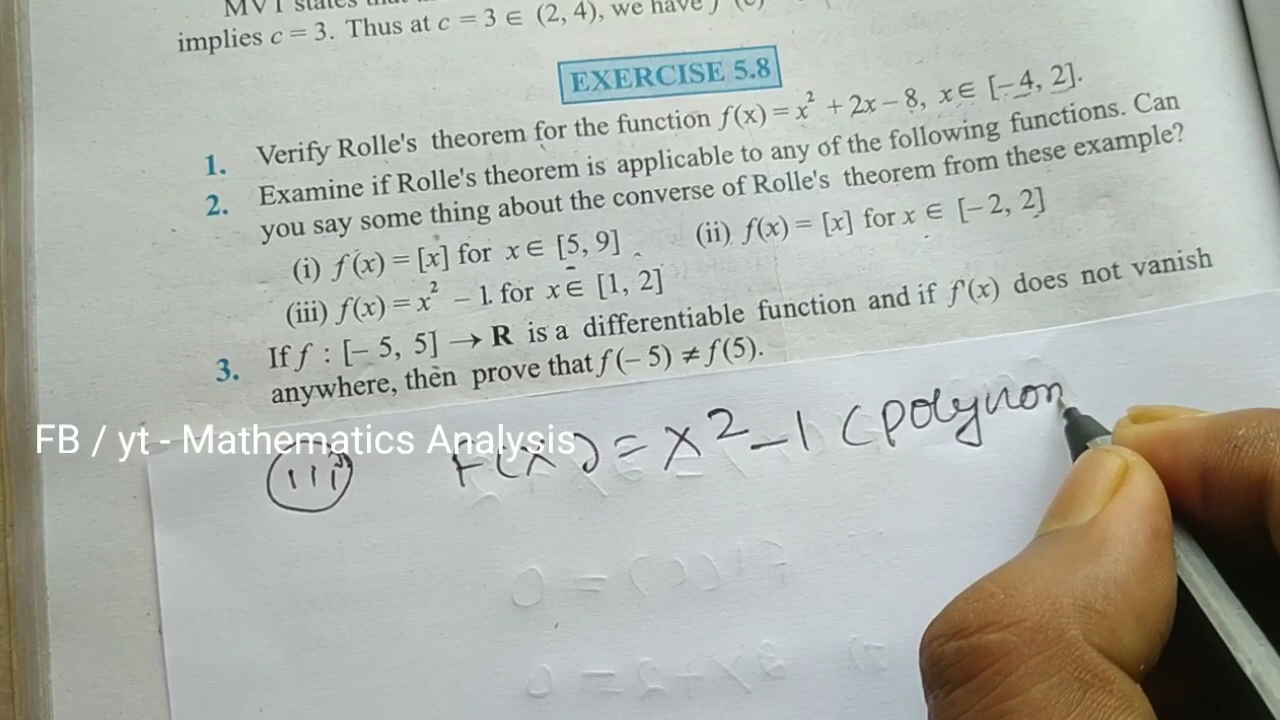 MVT states that
implies c = 3. Thus at c = 3 ∈ (2, 4), we have f (c)
EXERCISE 5.8
1. Verify Rolle's theorem for the function f(x) = x² + 2x – 8, x ∈ [– 4, 2].
2. Examine if Rolle's theorem is applicable to any of the following functions. Can
you say some thing about the converse of Rolle's theorem from these example?
(i) f(x) = [x] for x ∈ [5, 9] (ii) f(x) = [x] for x ∈ [– 2, 2]
(iii) f(x) = x² – 1 for x ∈ [1, 2]
3. If f : [– 5, 5] → R is a differentiable function and if f'(x) does not vanish
anywhere, then prove that f(– 5) ≠ f(5).
FB / yt - Mathematics Analysis
(iii) f(x) = x² – 1 (polynom